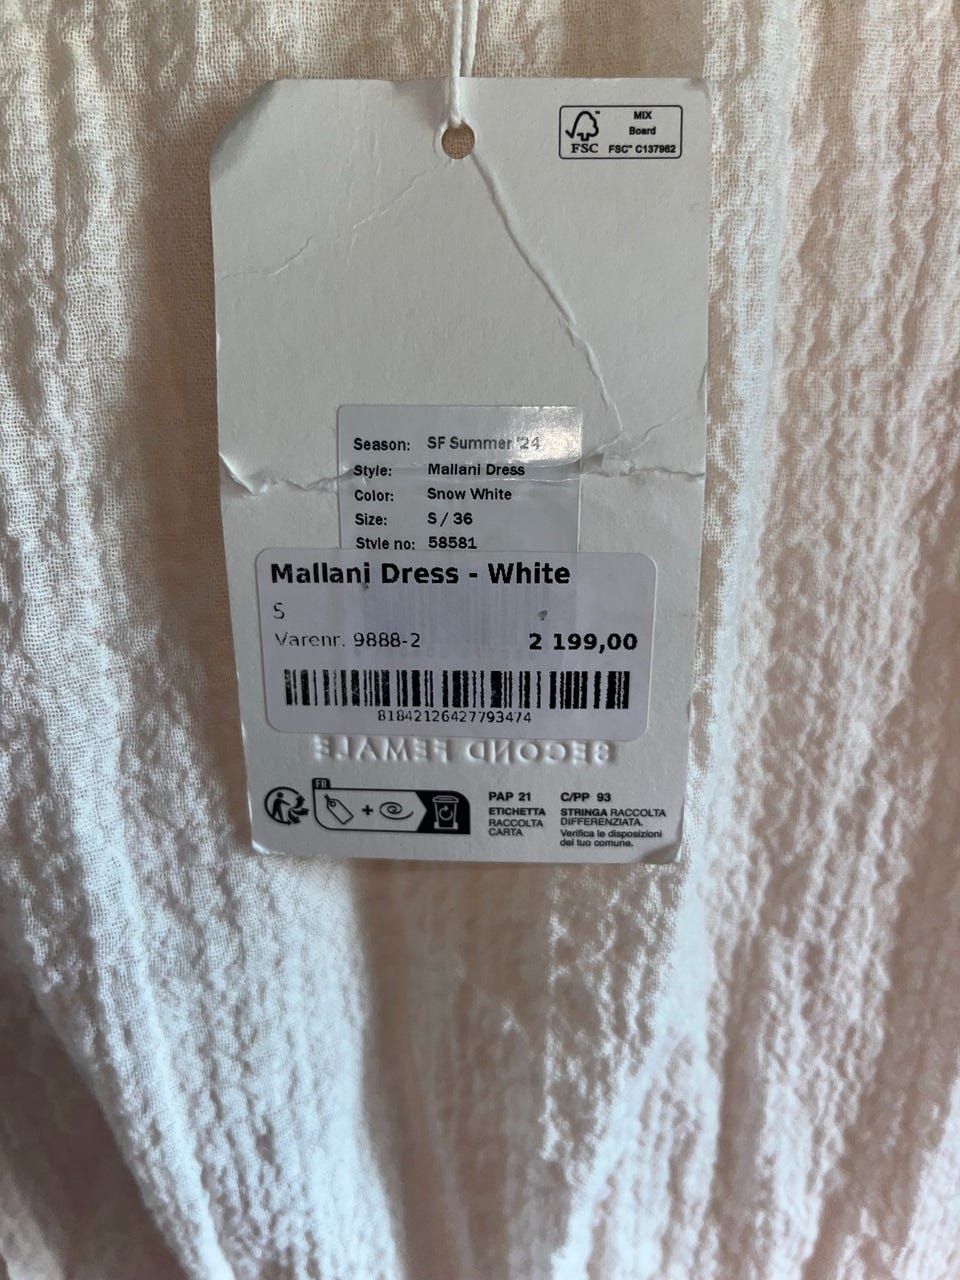 MIX
Board
FSC™ C137962
FSC
Season: SF Summer '24
Style: Mallani Dress
Color: Snow White
Size: S / 36
Style no: 58581
Mallani Dress - White
S
Varenr. 9888-2 2 199,00
81842126427793474
SECOND FEMALE
FR
PAP 21
ETICHETTA
RACCOLTA
CARTA
C/PP 93
STRINGA RACCOLTA
DIFFERENZIATA.
Verifica le disposizioni
del tuo comune.